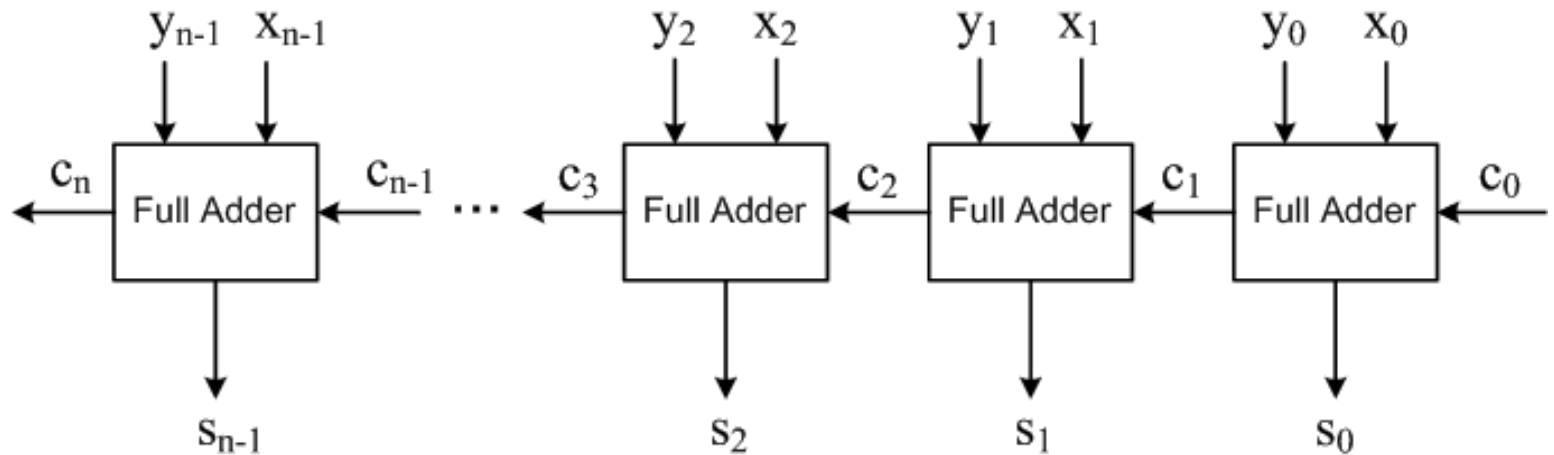 yn-1 xn-1 y2 x2 y1 x1 y0 x0
cn cn-1 ... c3 c2 c1 c0
Full Adder Full Adder Full Adder Full Adder
sn-1 s2 s1 s0